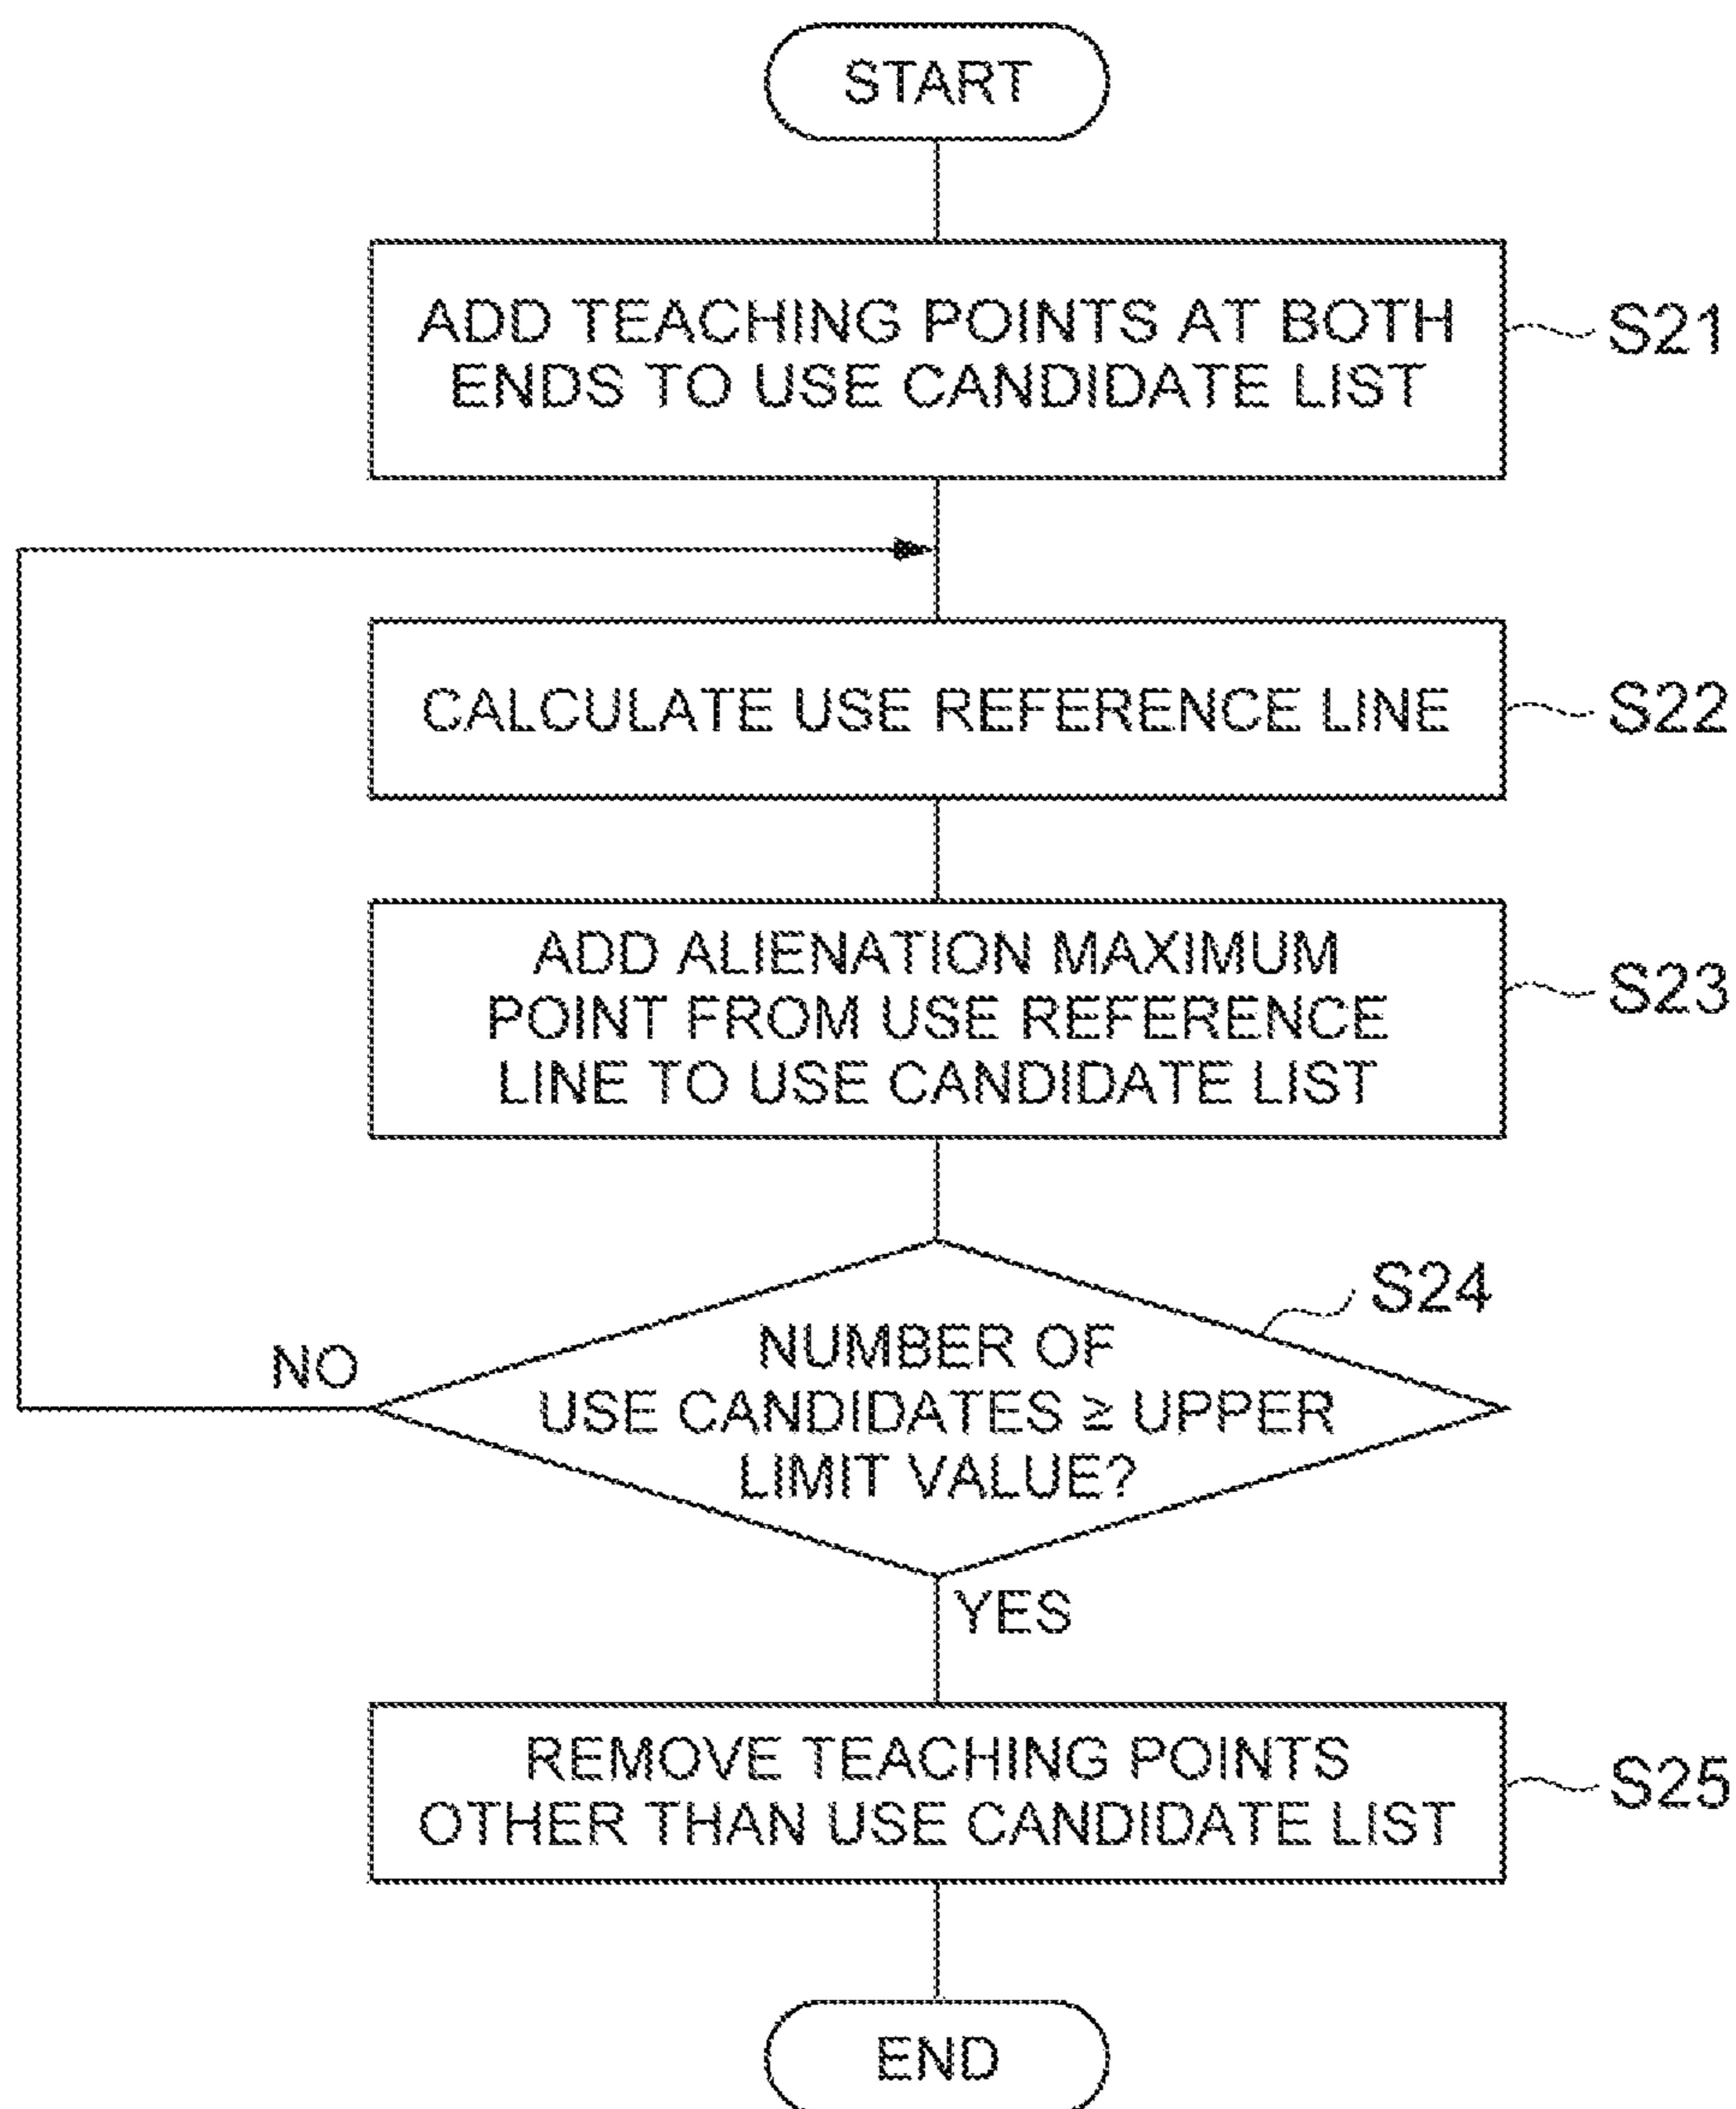 START
ADD TEACHING POINTS AT BOTH
ENDS TO USE CANDIDATE LIST
S21
CALCULATE USE REFERENCE LINE
S22
ADD ALIENATION MAXIMUM
POINT FROM USE REFERENCE
LINE TO USE CANDIDATE LIST
S23
S24
NUMBER OF
USE CANDIDATES ≥ UPPER
LIMIT VALUE?
NO
YES
REMOVE TEACHING POINTS
OTHER THAN USE CANDIDATE LIST
S25
END